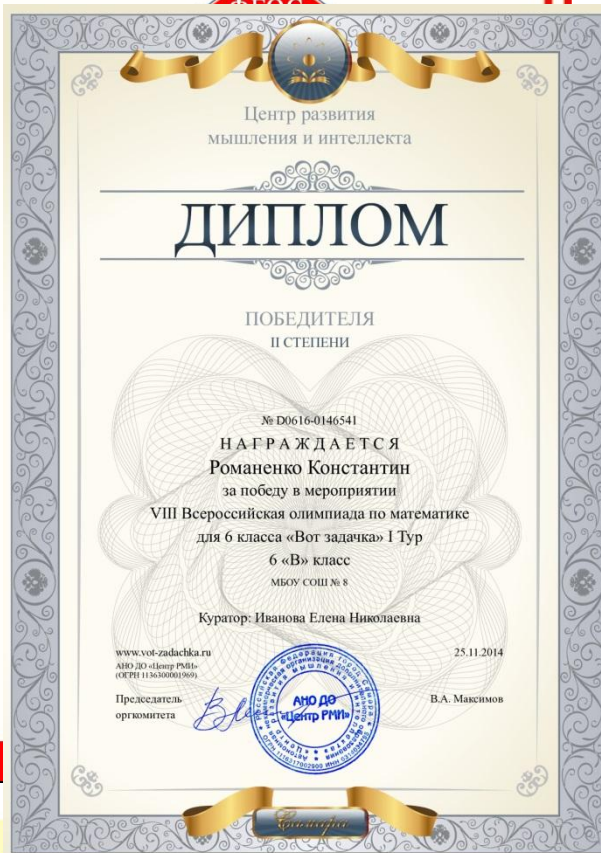 Центр развития
мышления и интеллекта
ДИПЛОМ
ПОБЕДИТЕЛЯ
II СТЕПЕНИ
№ D0616-0146541
НАГРАЖДАЕТСЯ
Романенко Константин
за победу в мероприятии
VIII Всероссийская олимпиада по математике
для 6 класса «Вот задачка» I Тур
6 «В» класс
МБОУ СОШ № 8
Куратор: Иванова Елена Николаевна
www.vot-zadachka.ru
25.11.2014
АНО ДО «Центр РМИ»
(ОГРН 1136300001969)
Председатель
оргкомитета
В.А. Максимов
АНО ДО
«Центр РМИ»
Самара